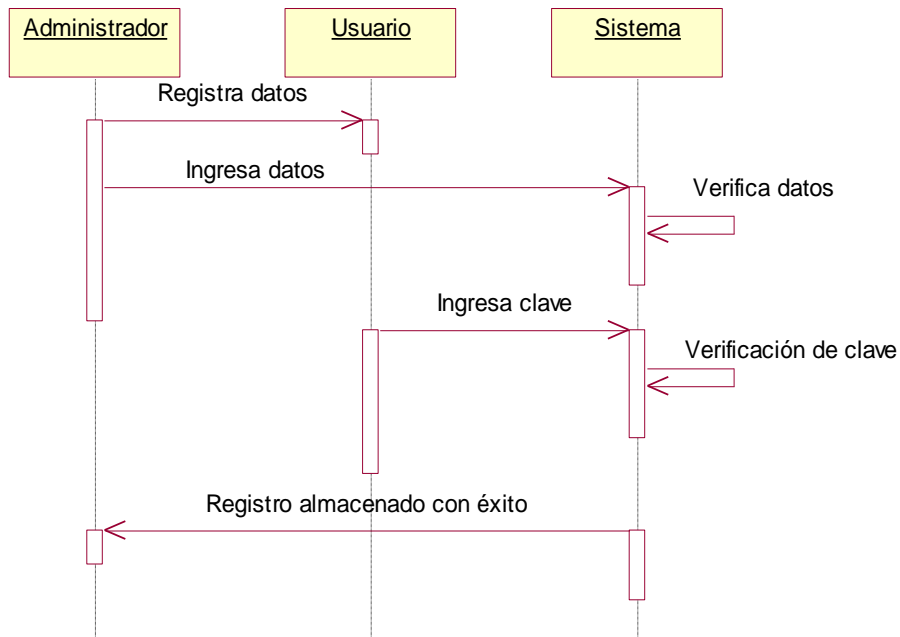 Administrador
Usuario
Sistema
Registra datos
Ingresa datos
Verifica datos
Ingresa clave
Verificación de clave
Registro almacenado con éxito